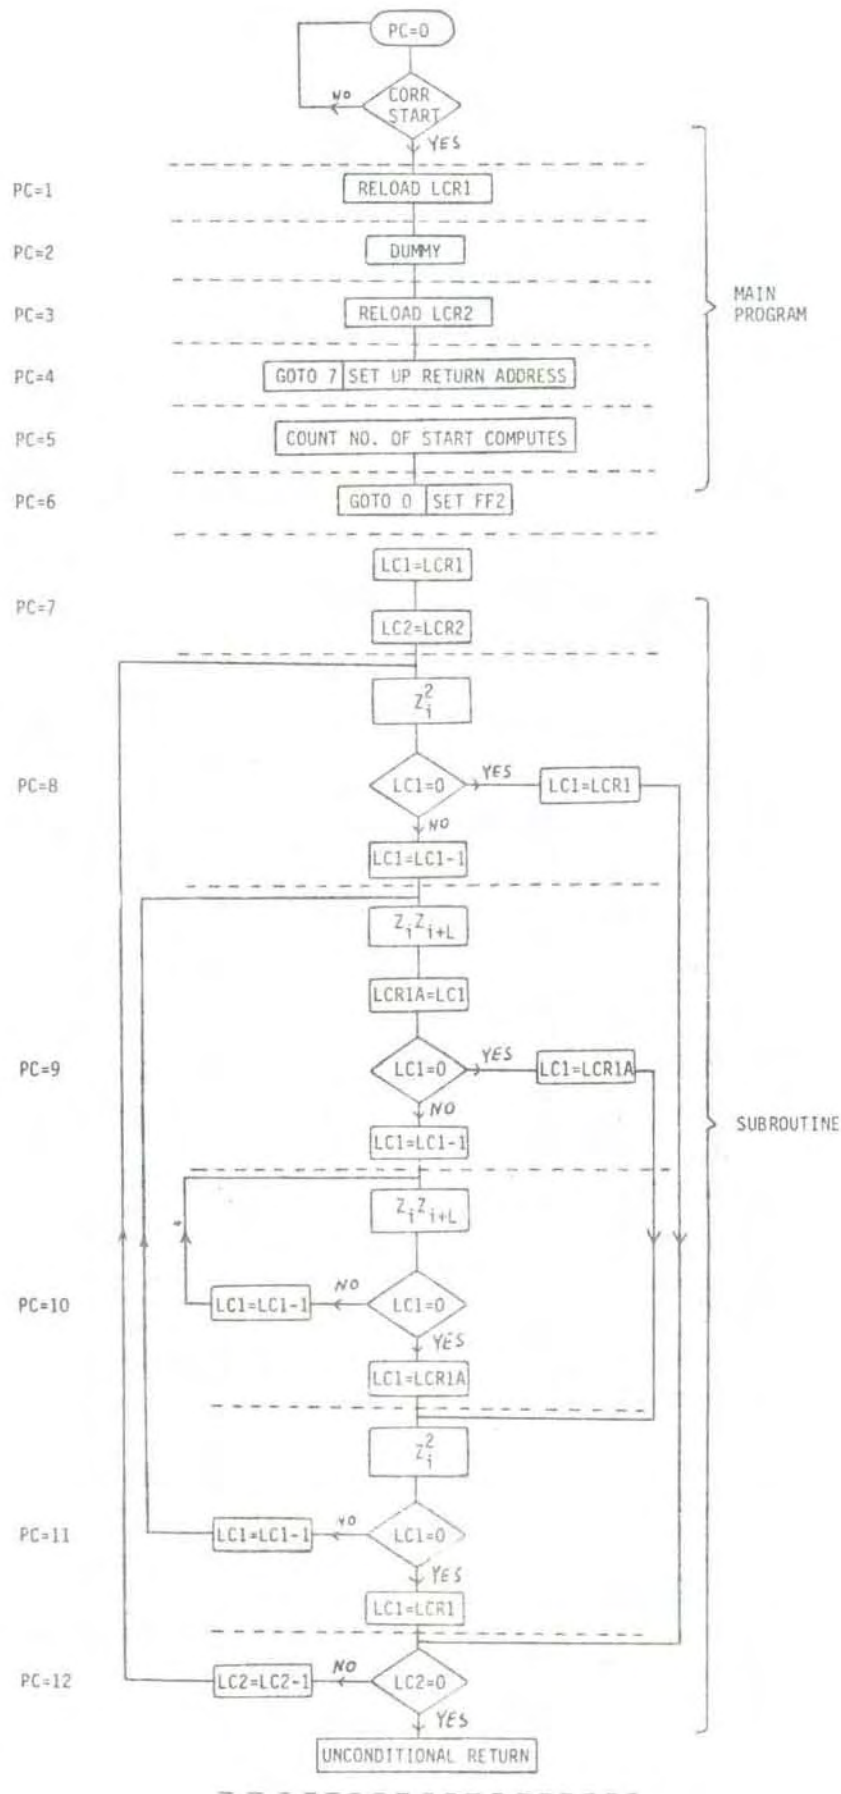 PC=0
CORR
START
NO
YES
PC=1
RELOAD LCR1
PC=2
DUMMY
PC=3
RELOAD LCR2
MAIN
PROGRAM
PC=4
GOTO 7 SET UP RETURN ADDRESS
PC=5
COUNT NO. OF START COMPUTES
PC=6
GOTO 0 SET FF2
LC1=LCR1
PC=7
LC2=LCR2
Z_i^2
PC=8
LC1=0
YES
LC1=LCR1
NO
LC1=LC1-1
Z_iZ_{i+L}
LCR1A=LC1
PC=9
LC1=0
YES
LC1=LCR1A
NO
LC1=LC1-1
SUBROUTINE
Z_iZ_{i+L}
PC=10
LC1=LC1-1
NO
LC1=0
YES
LC1=LCR1A
Z_i^2
PC=11
LC1=LC1-1
NO
LC1=0
YES
LC1=LCR1
PC=12
LC2=LC2-1
NO
LC2=0
YES
UNCONDITIONAL RETURN